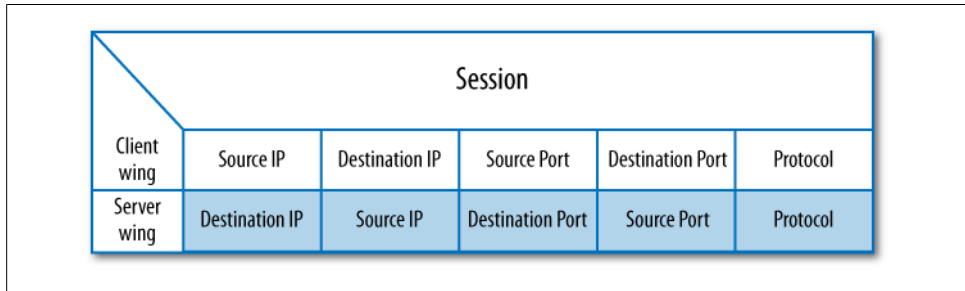 Session
Client
wing
Source IP
Destination IP
Source Port
Destination Port
Protocol
Server
wing
Destination IP
Source IP
Destination Port
Source Port
Protocol